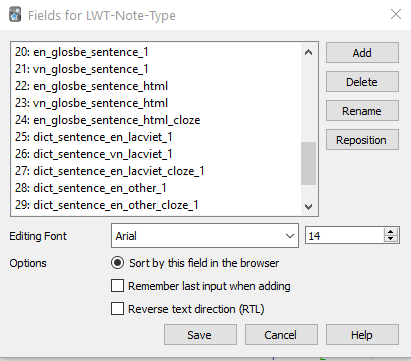 Fields for LWT-Note-Type
20: en_glosbe_sentence_1
21: vn_glosbe_sentence_1
22: en_glosbe_sentence_html
23: vn_glosbe_sentence_html
24: en_glosbe_sentence_html_cloze
25: dict_sentence_en_lacviet_1
26: dict_sentence_vn_lacviet_1
27: dict_sentence_en_lacviet_cloze_1
28: dict_sentence_en_other_1
29: dict_sentence_en_other_cloze_1
Add
Delete
Rename
Reposition
Editing Font Arial 14
Options Sort by this field in the browser
Remember last input when adding
Reverse text direction (RTL)
Save Cancel Help